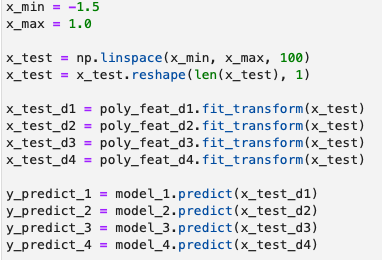 x_min = -1.5
x_max = 1.0
x_test = np.linspace(x_min, x_max, 100)
x_test = x_test.reshape(len(x_test), 1)
x_test_d1 = poly_feat_d1.fit_transform(x_test)
x_test_d2 = poly_feat_d2.fit_transform(x_test)
x_test_d3 = poly_feat_d3.fit_transform(x_test)
x_test_d4 = poly_feat_d4.fit_transform(x_test)
y_predict_1 = model_1.predict(x_test_d1)
y_predict_2 = model_2.predict(x_test_d2)
y_predict_3 = model_3.predict(x_test_d3)
y_predict_4 = model_4.predict(x_test_d4)